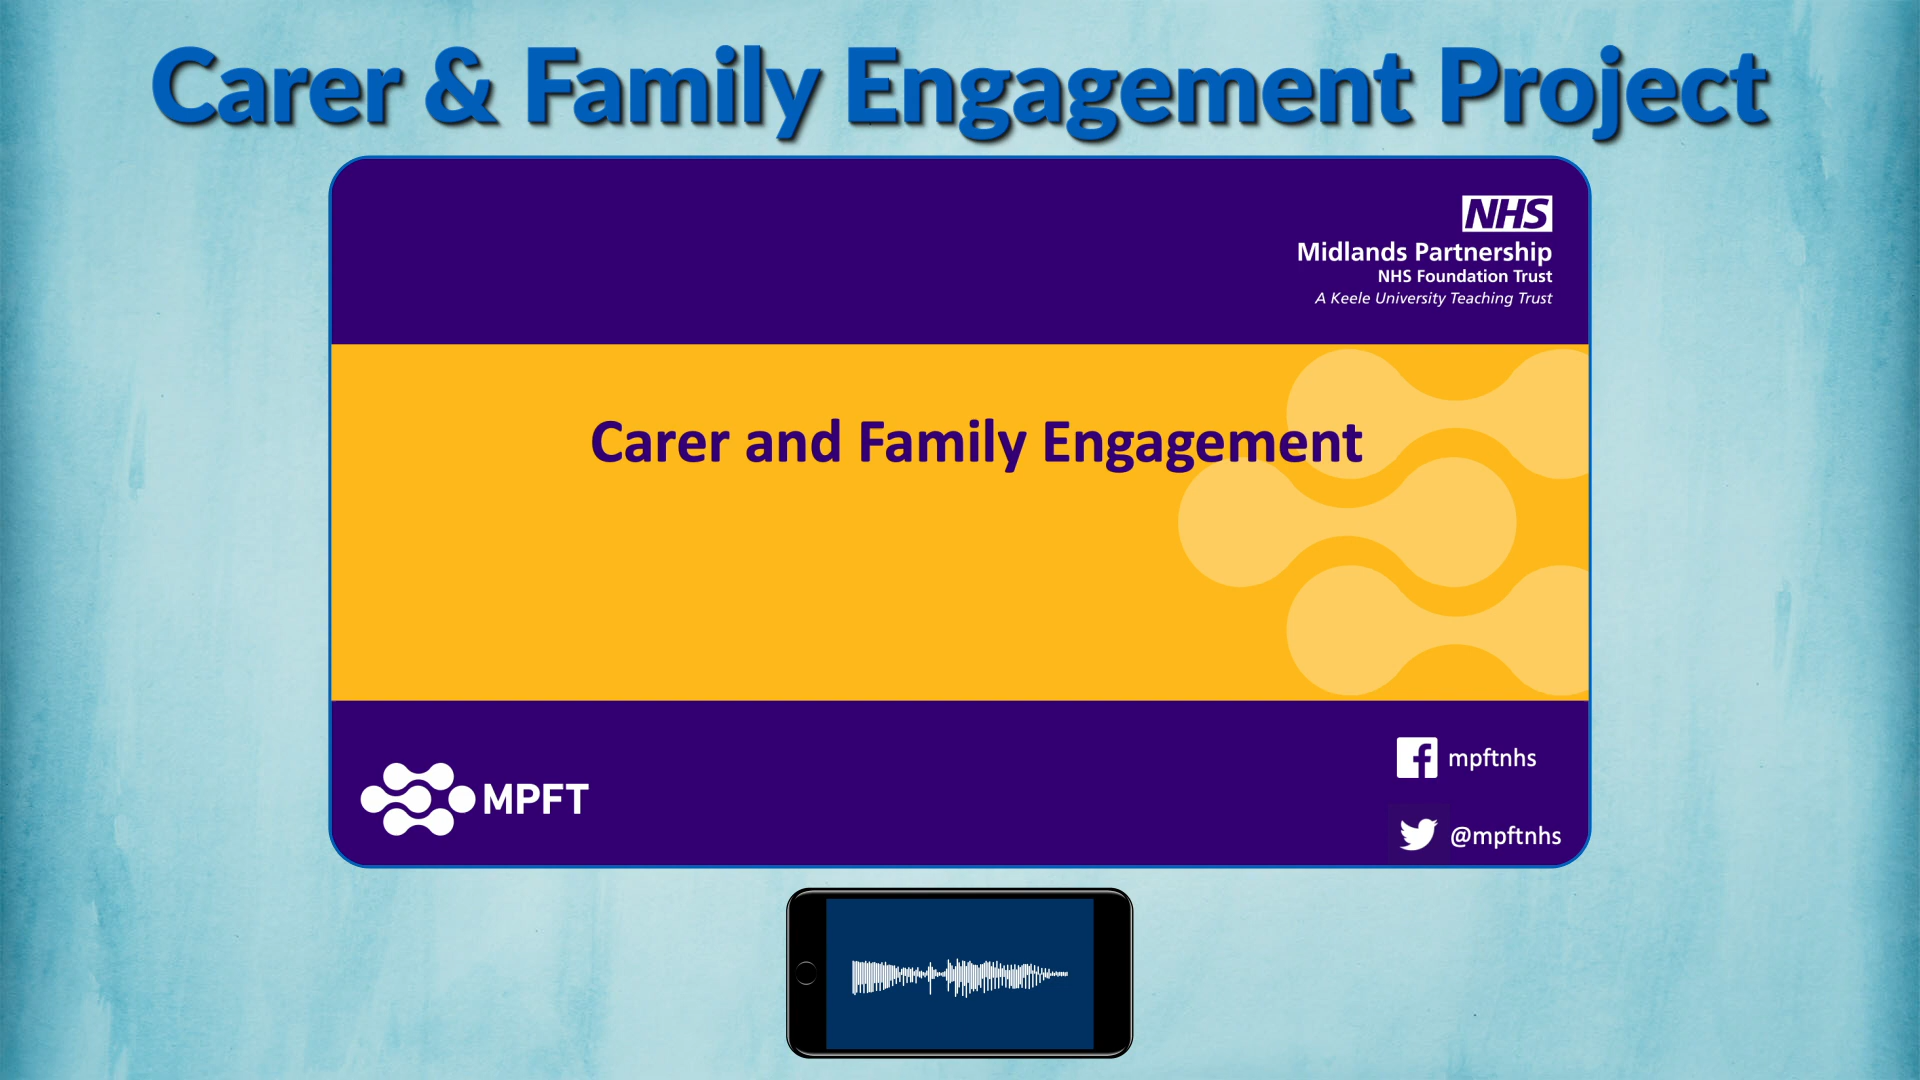 Carer & Family Engagement Project
NHS
Midlands Partnership
NHS Foundation Trust
A Keele University Teaching Trust
Carer and Family Engagement
MPFT
mpftnhs
@mpftnhs